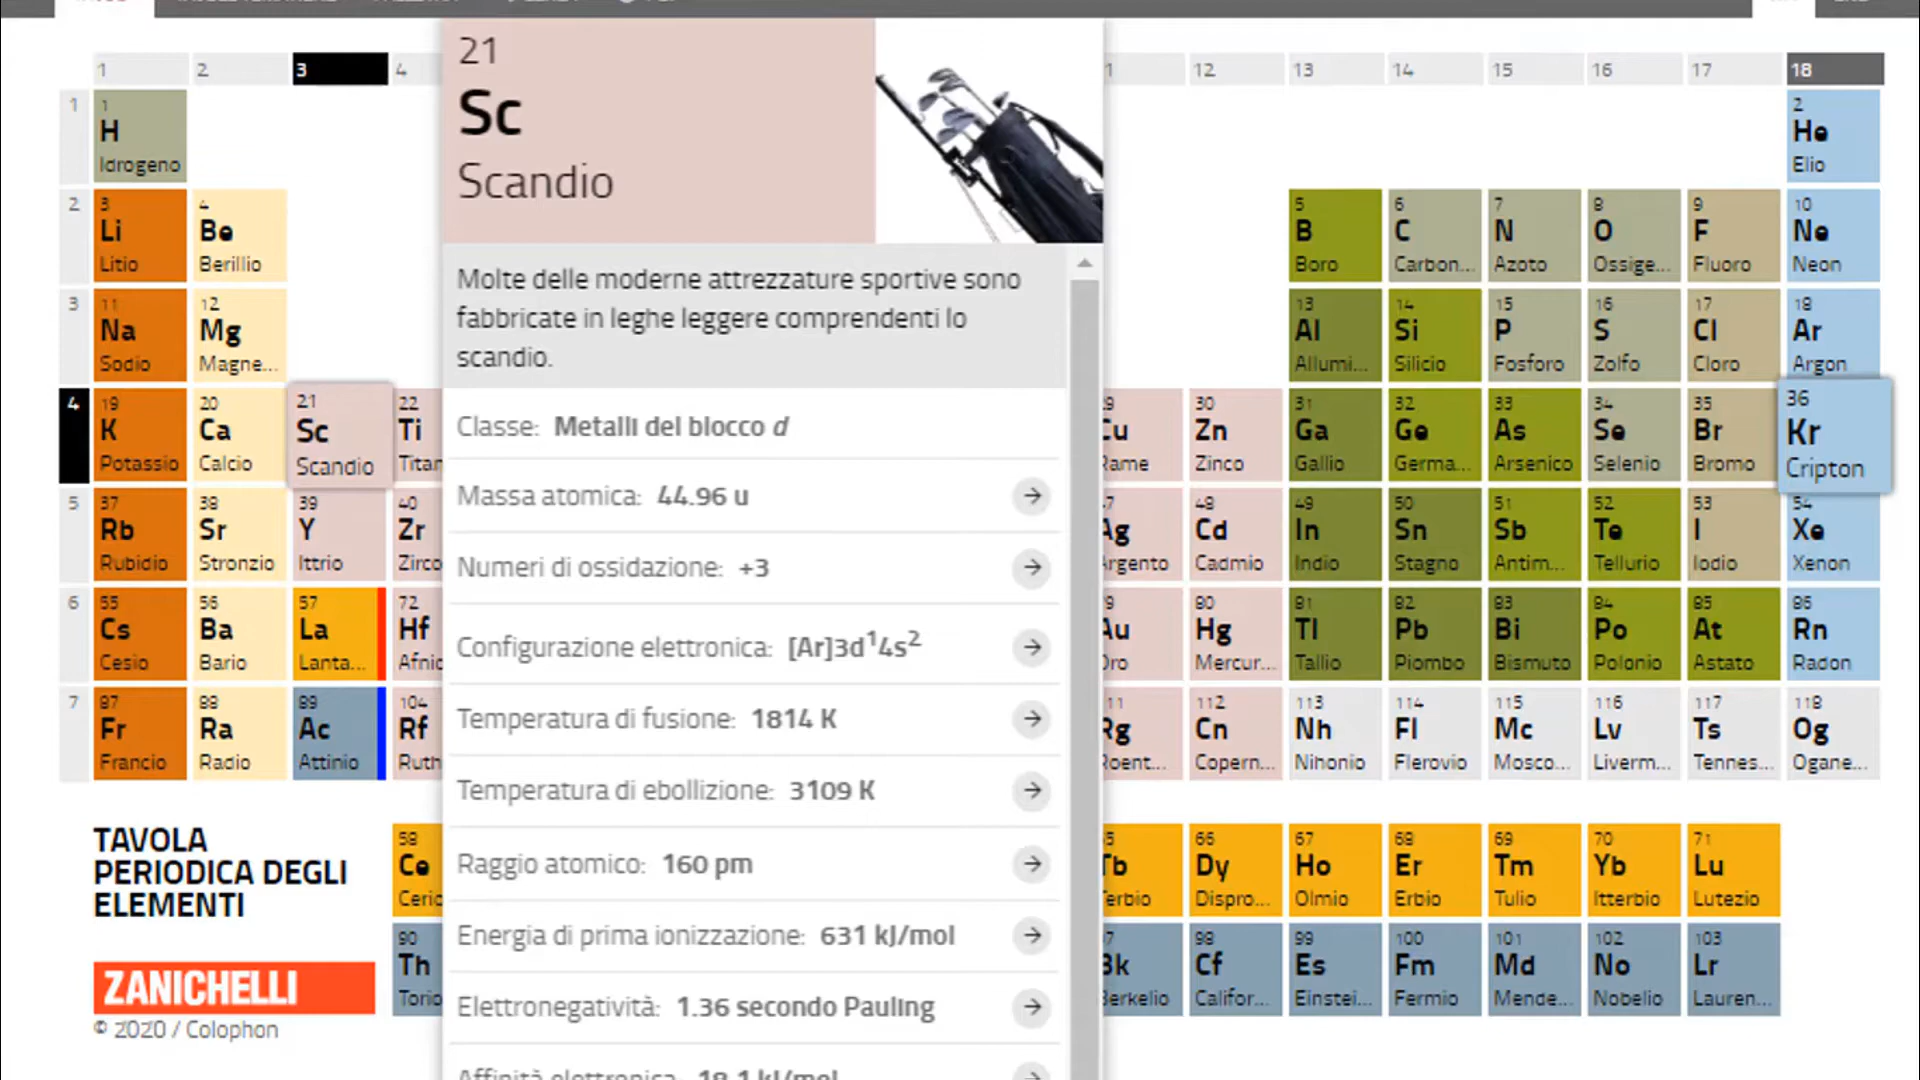 1 2 3 4 12 13 14 15 16 17 18
21
Sc
Scandio
Molte delle moderne attrezzature sportive sono
fabbricate in leghe leggere comprendenti lo
scandio.
Classe: Metalli del blocco d
Massa atomica: 44.96 u
Numeri di ossidazione: +3
Configurazione elettronica: [Ar]3d¹4s²
Temperatura di fusione: 1814 K
Temperatura di ebollizione: 3109 K
Raggio atomico: 160 pm
Energia di prima ionizzazione: 631 kJ/mol
Elettronegatività: 1.36 secondo Pauling
1
1 2
H He
Idrogeno Elio
2
3 4 5 6 7 8 9 10
Li Be B C N O F Ne
Litio Berillio Boro Carbon... Azoto Ossige... Fluoro Neon
3
11 12 13 14 15 16 17 18
Na Mg Al Si P S Cl Ar
Sodio Magne... Allumi... Silicio Fosforo Zolfo Cloro Argon
4
19 20 21 22 30 31 32 33 34 35 36
K Ca Sc Ti Zn Ga Ge As Se Br Kr
Potassio Calcio Scandio Zinco Gallio Germa... Arsenico Selenio Bromo Cripton
5
37 38 39 40 48 49 50 51 52 53 54
Rb Sr Y Zr Cd In Sn Sb Te I Xe
Rubidio Stronzio Ittrio Cadmio Indio Stagno Antim... Tellurio Iodio Xenon
6
55 56 57 72 80 81 82 83 84 85 86
Cs Ba La Hf Hg Tl Pb Bi Po At Rn
Cesio Bario Lanta... Mercur... Tallio Piombo Bismuto Polonio Astato Radon
7
87 88 89 104 112 113 114 115 116 117 118
Fr Ra Ac Rf Cn Nh Fl Mc Lv Ts Og
Francio Radio Attinio Copern... Nihonio Flerovio Mosco... Liverm... Tennes... Ogane...
58 66 67 68 69 70 71
Ce Dy Ho Er Tm Yb Lu
Dispro... Olmio Erbio Tulio Itterbio Lutezio
90 98 99 100 101 102 103
Th Cf Es Fm Md No Lr
Califor... Einstei... Fermio Mende... Nobelio Lauren...
TAVOLA
PERIODICA DEGLI
ELEMENTI
ZANICHELLI
© 2020 / Colophon